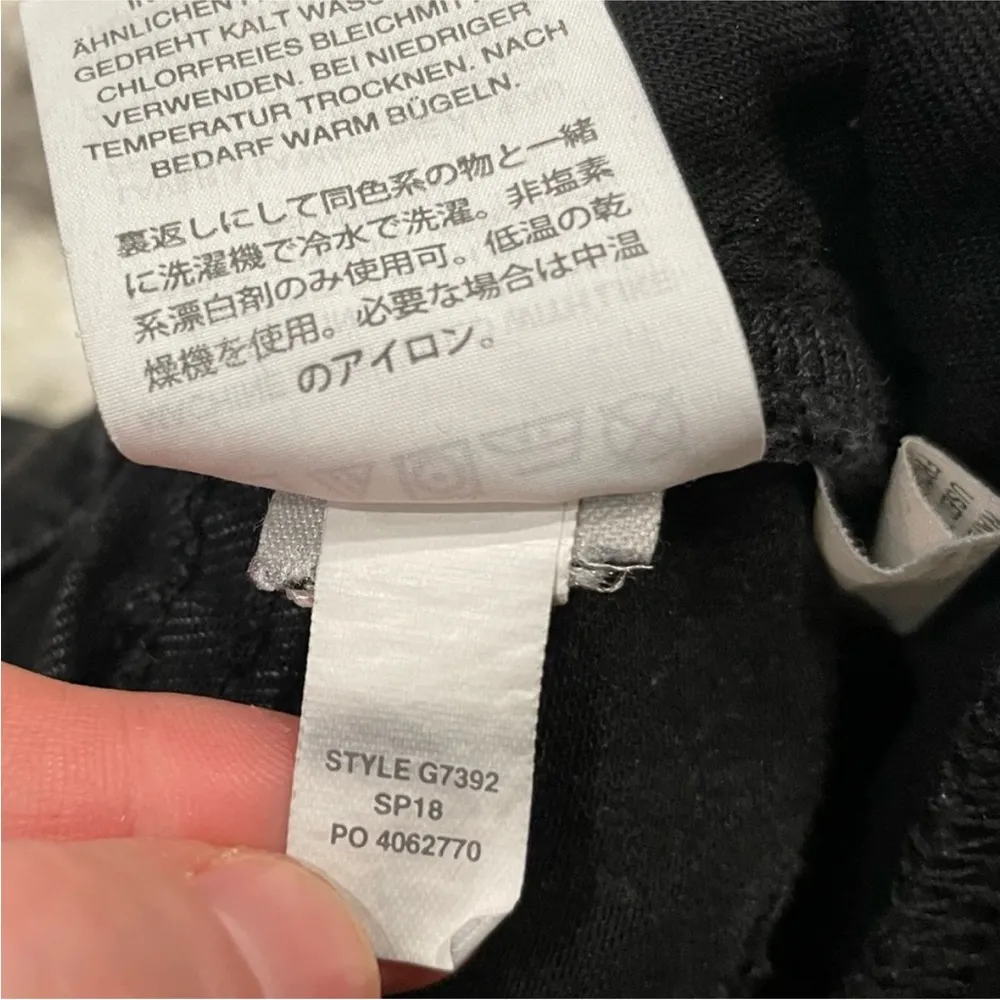 ÄHNLICHEN
GEDREHT KALT WAS
CHLORFREIES BLEICHMIT
VERWENDEN. BEI NIEDRIGER
TEMPERATUR TROCKNEN. NACH
BEDARF WARM BÜGELN.
裏返しにして同色系の物と一緒
に洗濯機で冷水で洗濯。非塩素
系漂白剤のみ使用可。低温の乾
燥機を使用。必要な場合は中温
のアイロン。
STYLE G7392
SP18
PO 4062770